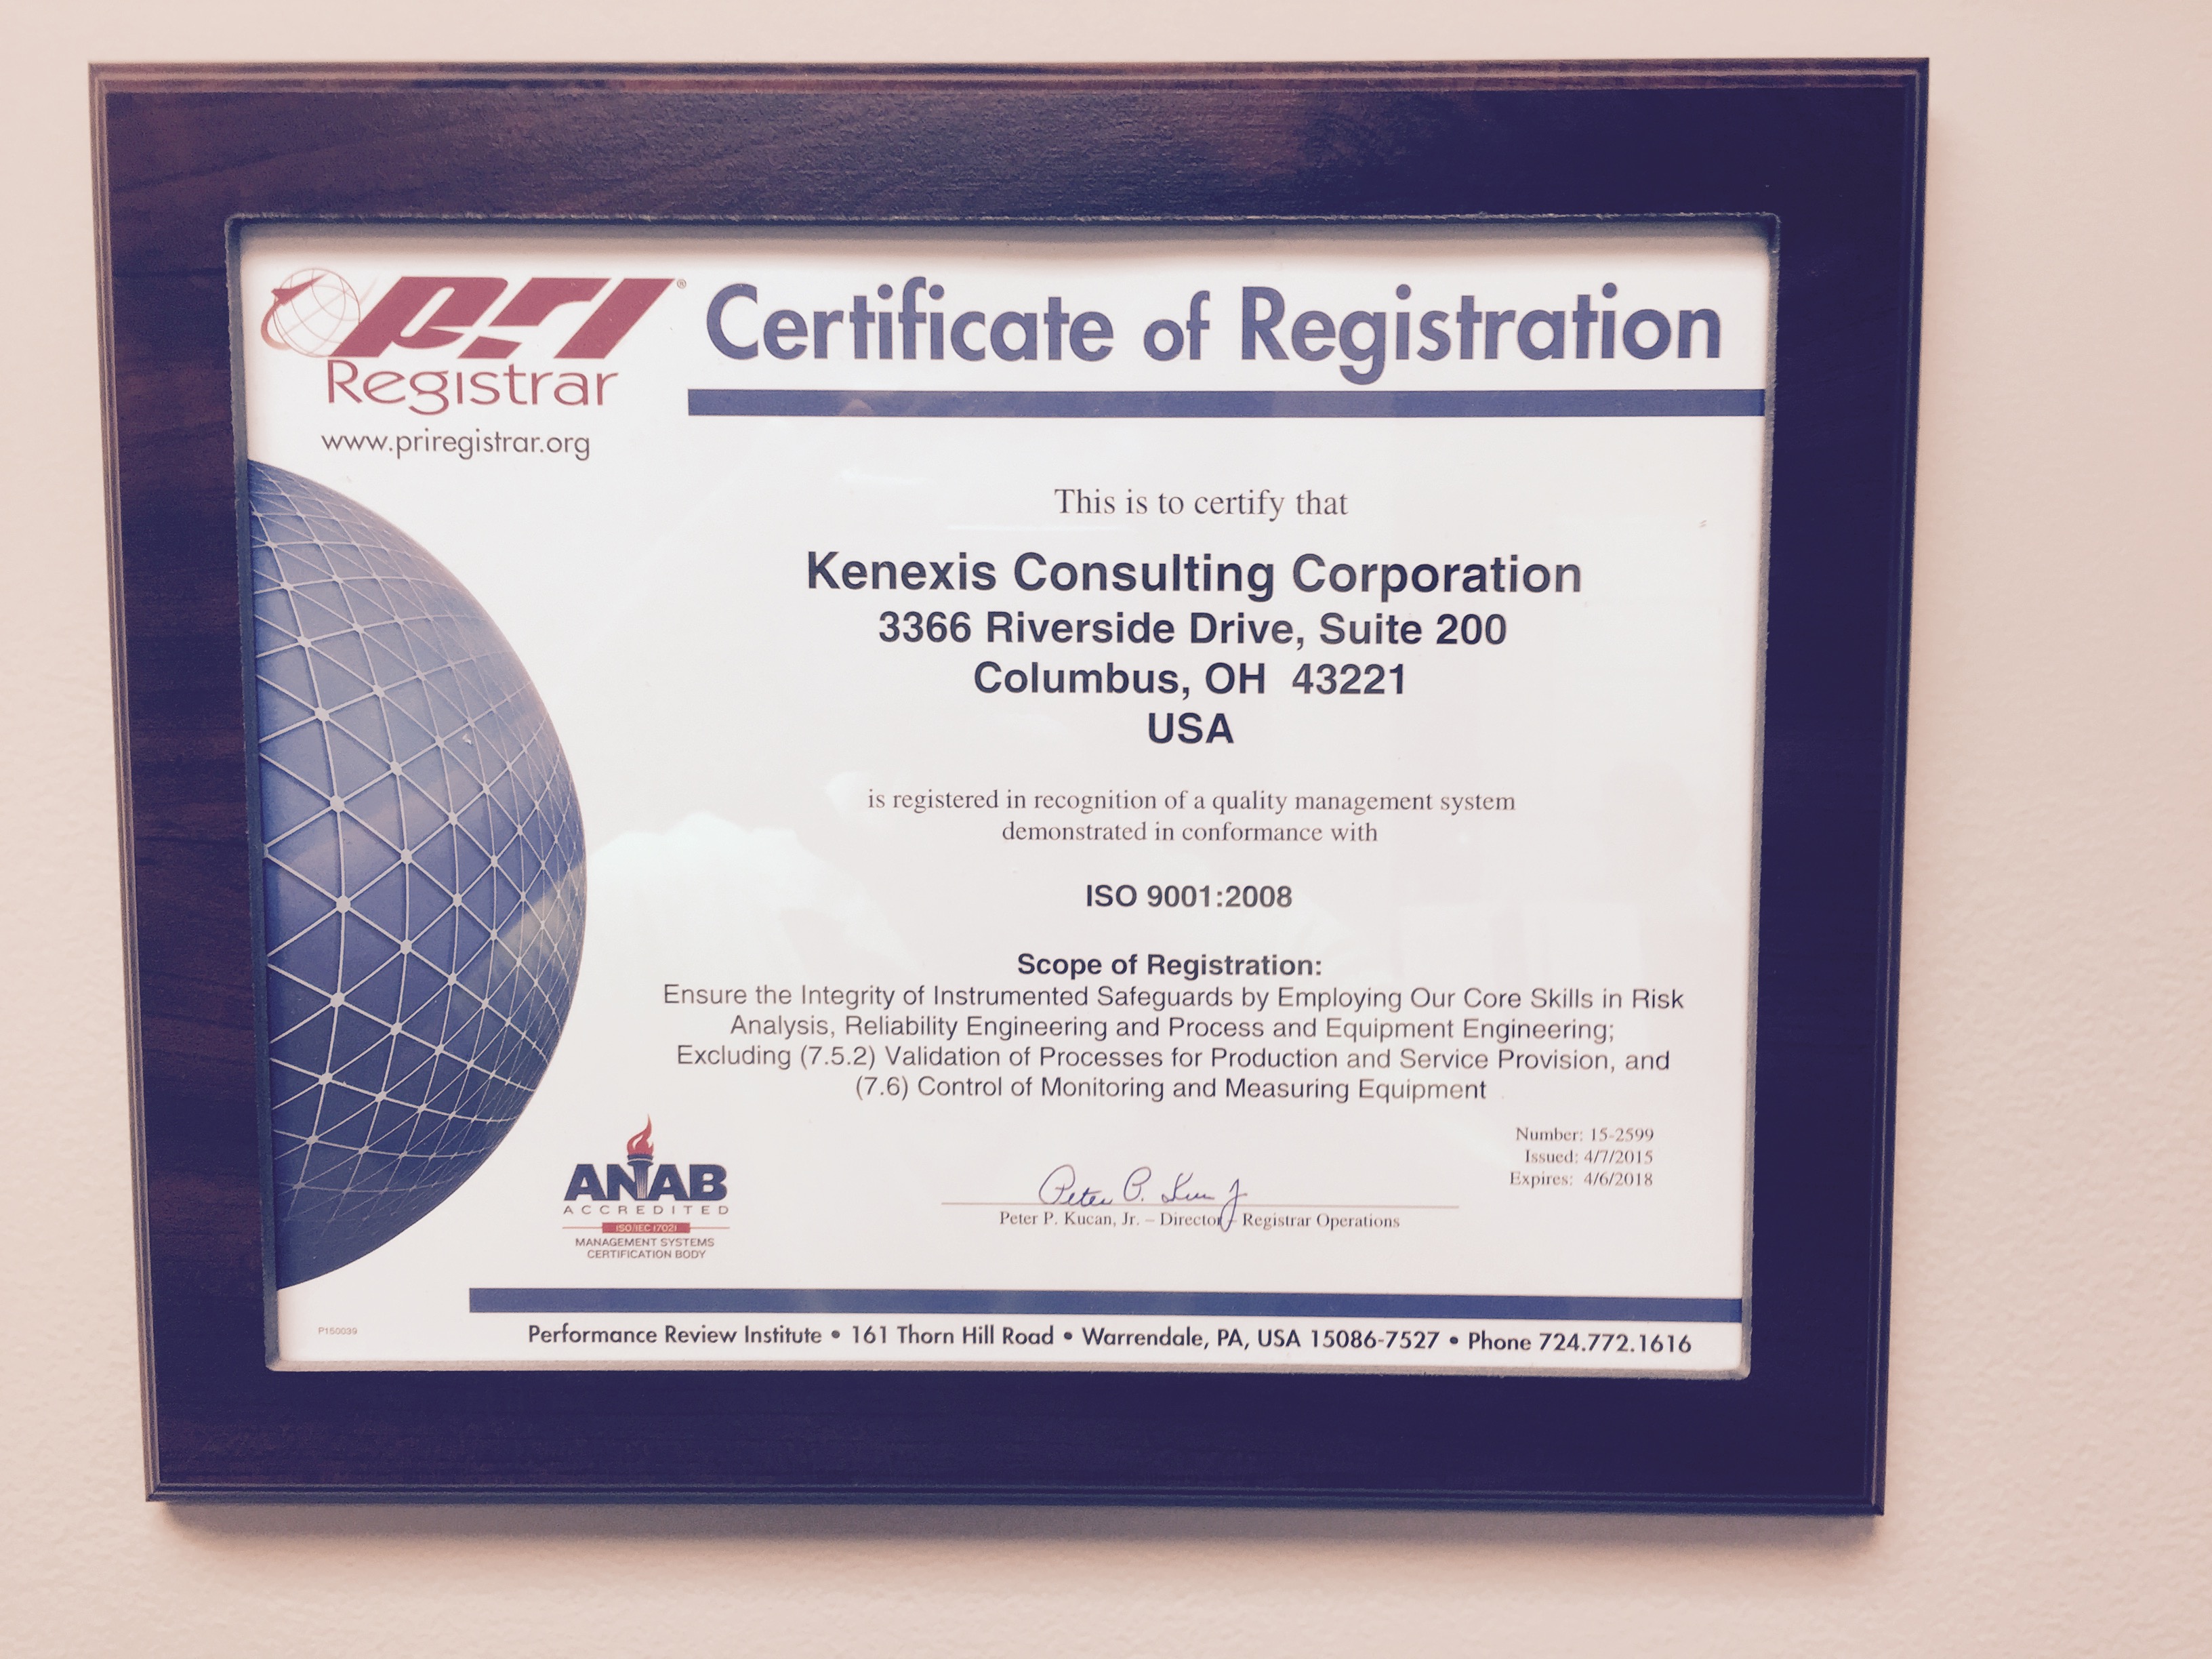 PRI®
Registrar
www.priregistrar.org
Certificate of Registration
This is to certify that
Kenexis Consulting Corporation
3366 Riverside Drive, Suite 200
Columbus, OH 43221
USA
is registered in recognition of a quality management system
demonstrated in conformance with
ISO 9001:2008
Scope of Registration:
Ensure the Integrity of Instrumented Safeguards by Employing Our Core Skills in Risk
Analysis, Reliability Engineering and Process and Equipment Engineering;
Excluding (7.5.2) Validation of Processes for Production and Service Provision, and
(7.6) Control of Monitoring and Measuring Equipment
Number: 15-2599
Issued: 4/7/2015
Expires: 4/6/2018
ANAB
ACCREDITED
ISO/IEC 17021
MANAGEMENT SYSTEMS
CERTIFICATION BODY
Peter P. Kucan, Jr. – Director – Registrar Operations
P150039
Performance Review Institute • 161 Thorn Hill Road • Warrendale, PA, USA 15086-7527 • Phone 724.772.1616